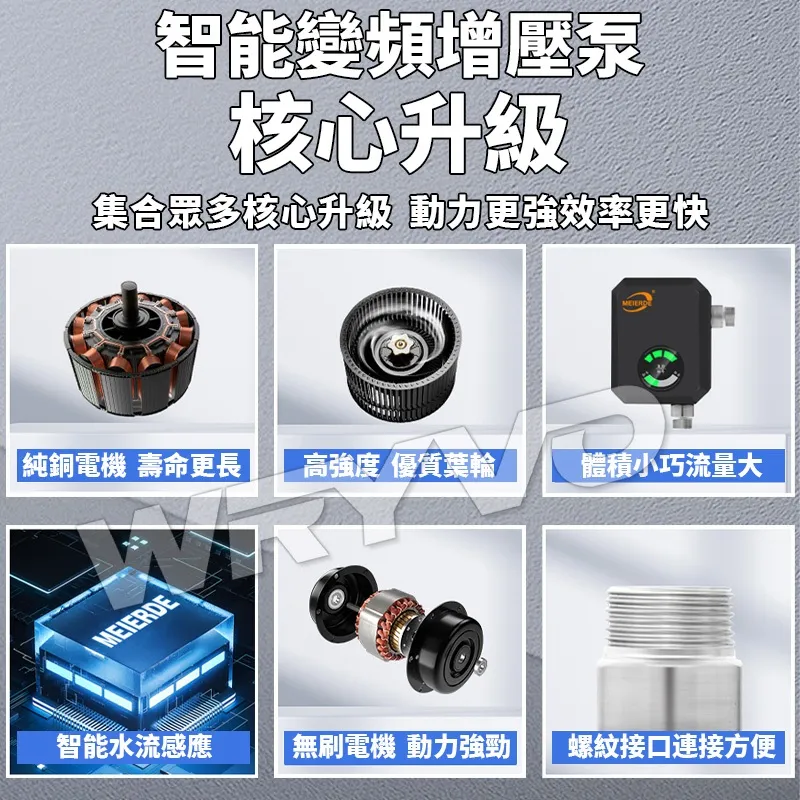 智能變頻增壓泵
核心升級
集合眾多核心升級 動力更強效率更快
MEIERDE
純銅電機 壽命更長
高強度 優質葉輪
體積小巧流量大
WRYVP
MEIERDE
智能水流感應
無刷電機 動力強勁
螺紋接口連接方便